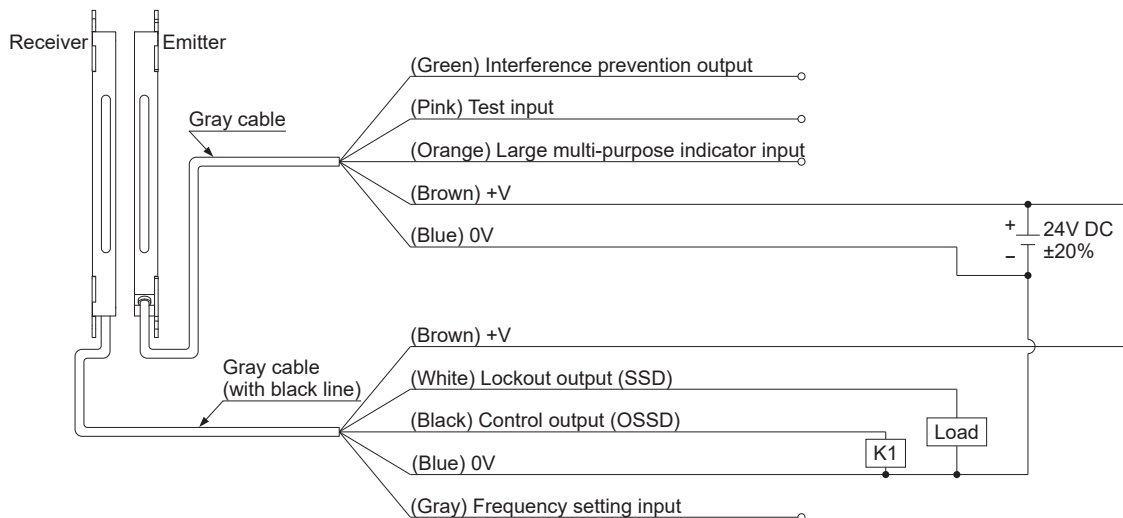 Receiver
Emitter
Gray cable
(Green) Interference prevention output
(Pink) Test input
(Orange) Large multi-purpose indicator input
(Brown) +V
(Blue) 0V
+
−
24V DC
±20%
Gray cable
(with black line)
(Brown) +V
(White) Lockout output (SSD)
(Black) Control output (OSSD)
(Blue) 0V
(Gray) Frequency setting input
K1
Load